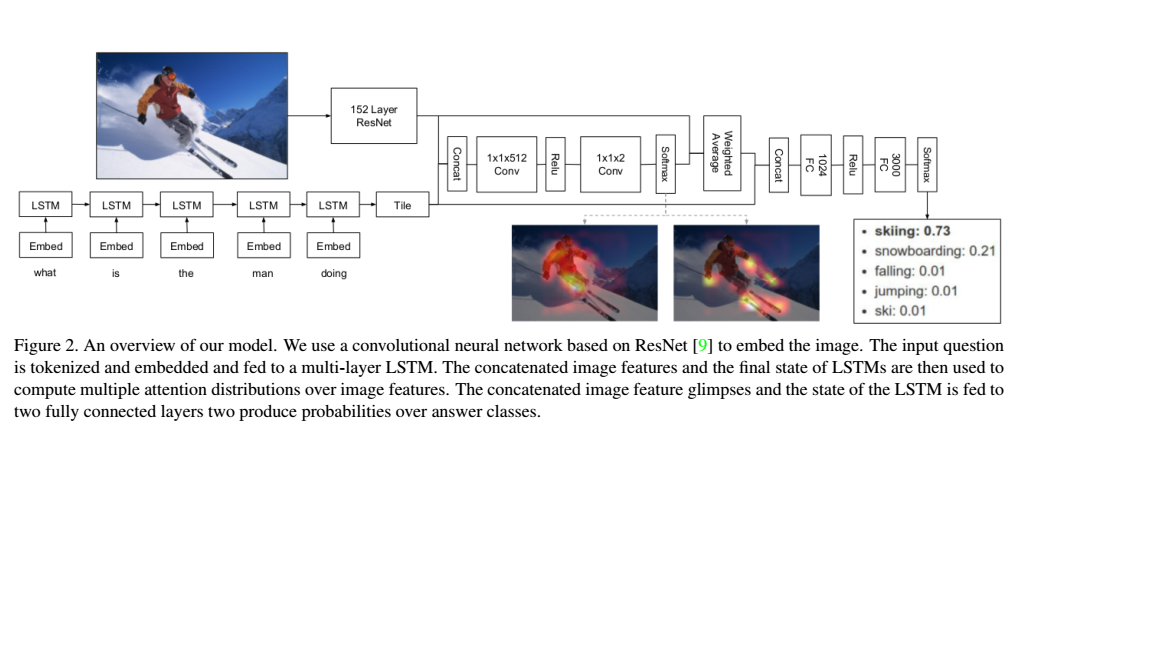 152 Layer
ResNet
Concat
1x1x512
Conv
Relu
1x1x2
Conv
Softmax
Weighted
Average
Concat
1024
FC
Relu
3000
FC
Softmax
LSTM
LSTM
LSTM
LSTM
LSTM
Tile
Embed
Embed
Embed
Embed
Embed
what
is
the
man
doing
• skiing: 0.73
• snowboarding: 0.21
• falling: 0.01
• jumping: 0.01
• ski: 0.01
Figure 2. An overview of our model. We use a convolutional neural network based on ResNet [9] to embed the image. The input question
is tokenized and embedded and fed to a multi-layer LSTM. The concatenated image features and the final state of LSTMs are then used to
compute multiple attention distributions over image features. The concatenated image feature glimpses and the state of the LSTM is fed to
two fully connected layers two produce probabilities over answer classes.